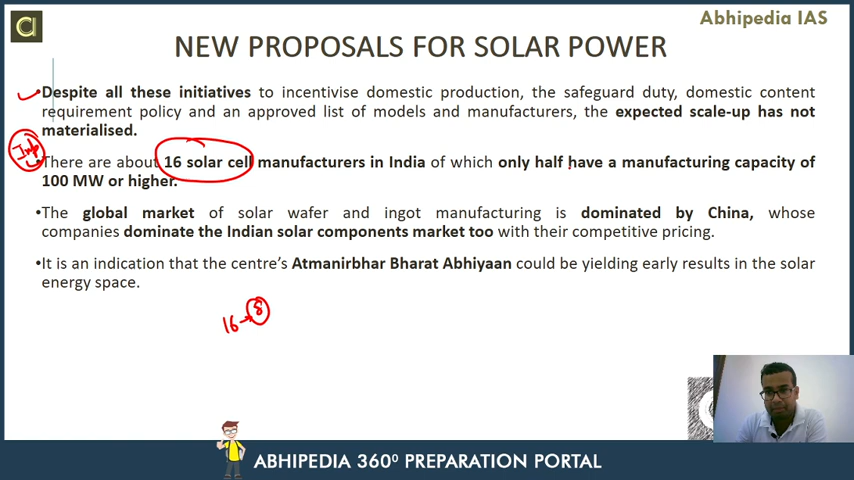 Abhipedia IAS
NEW PROPOSALS FOR SOLAR POWER
•Despite all these initiatives to incentivise domestic production, the safeguard duty, domestic content
requirement policy and an approved list of models and manufacturers, the expected scale-up has not
materialised.
Imp
•There are about 16 solar cell manufacturers in India of which only half have a manufacturing capacity of
100 MW or higher.
•The global market of solar wafer and ingot manufacturing is dominated by China, whose
companies dominate the Indian solar components market too with their competitive pricing.
•It is an indication that the centre's Atmanirbhar Bharat Abhiyaan could be yielding early results in the solar
energy space.
16→8
ABHIPEDIA 360⁰ PREPARATION PORTAL